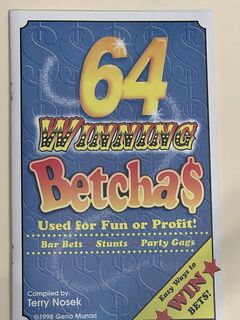 64
WINNING
Betcha$
Used for Fun or Profit!
Bar Bets • Stunts • Party Gags
Easy Ways to
WIN
BETS!
Compiled by:
Terry Nosek
©1998 Geno Munari